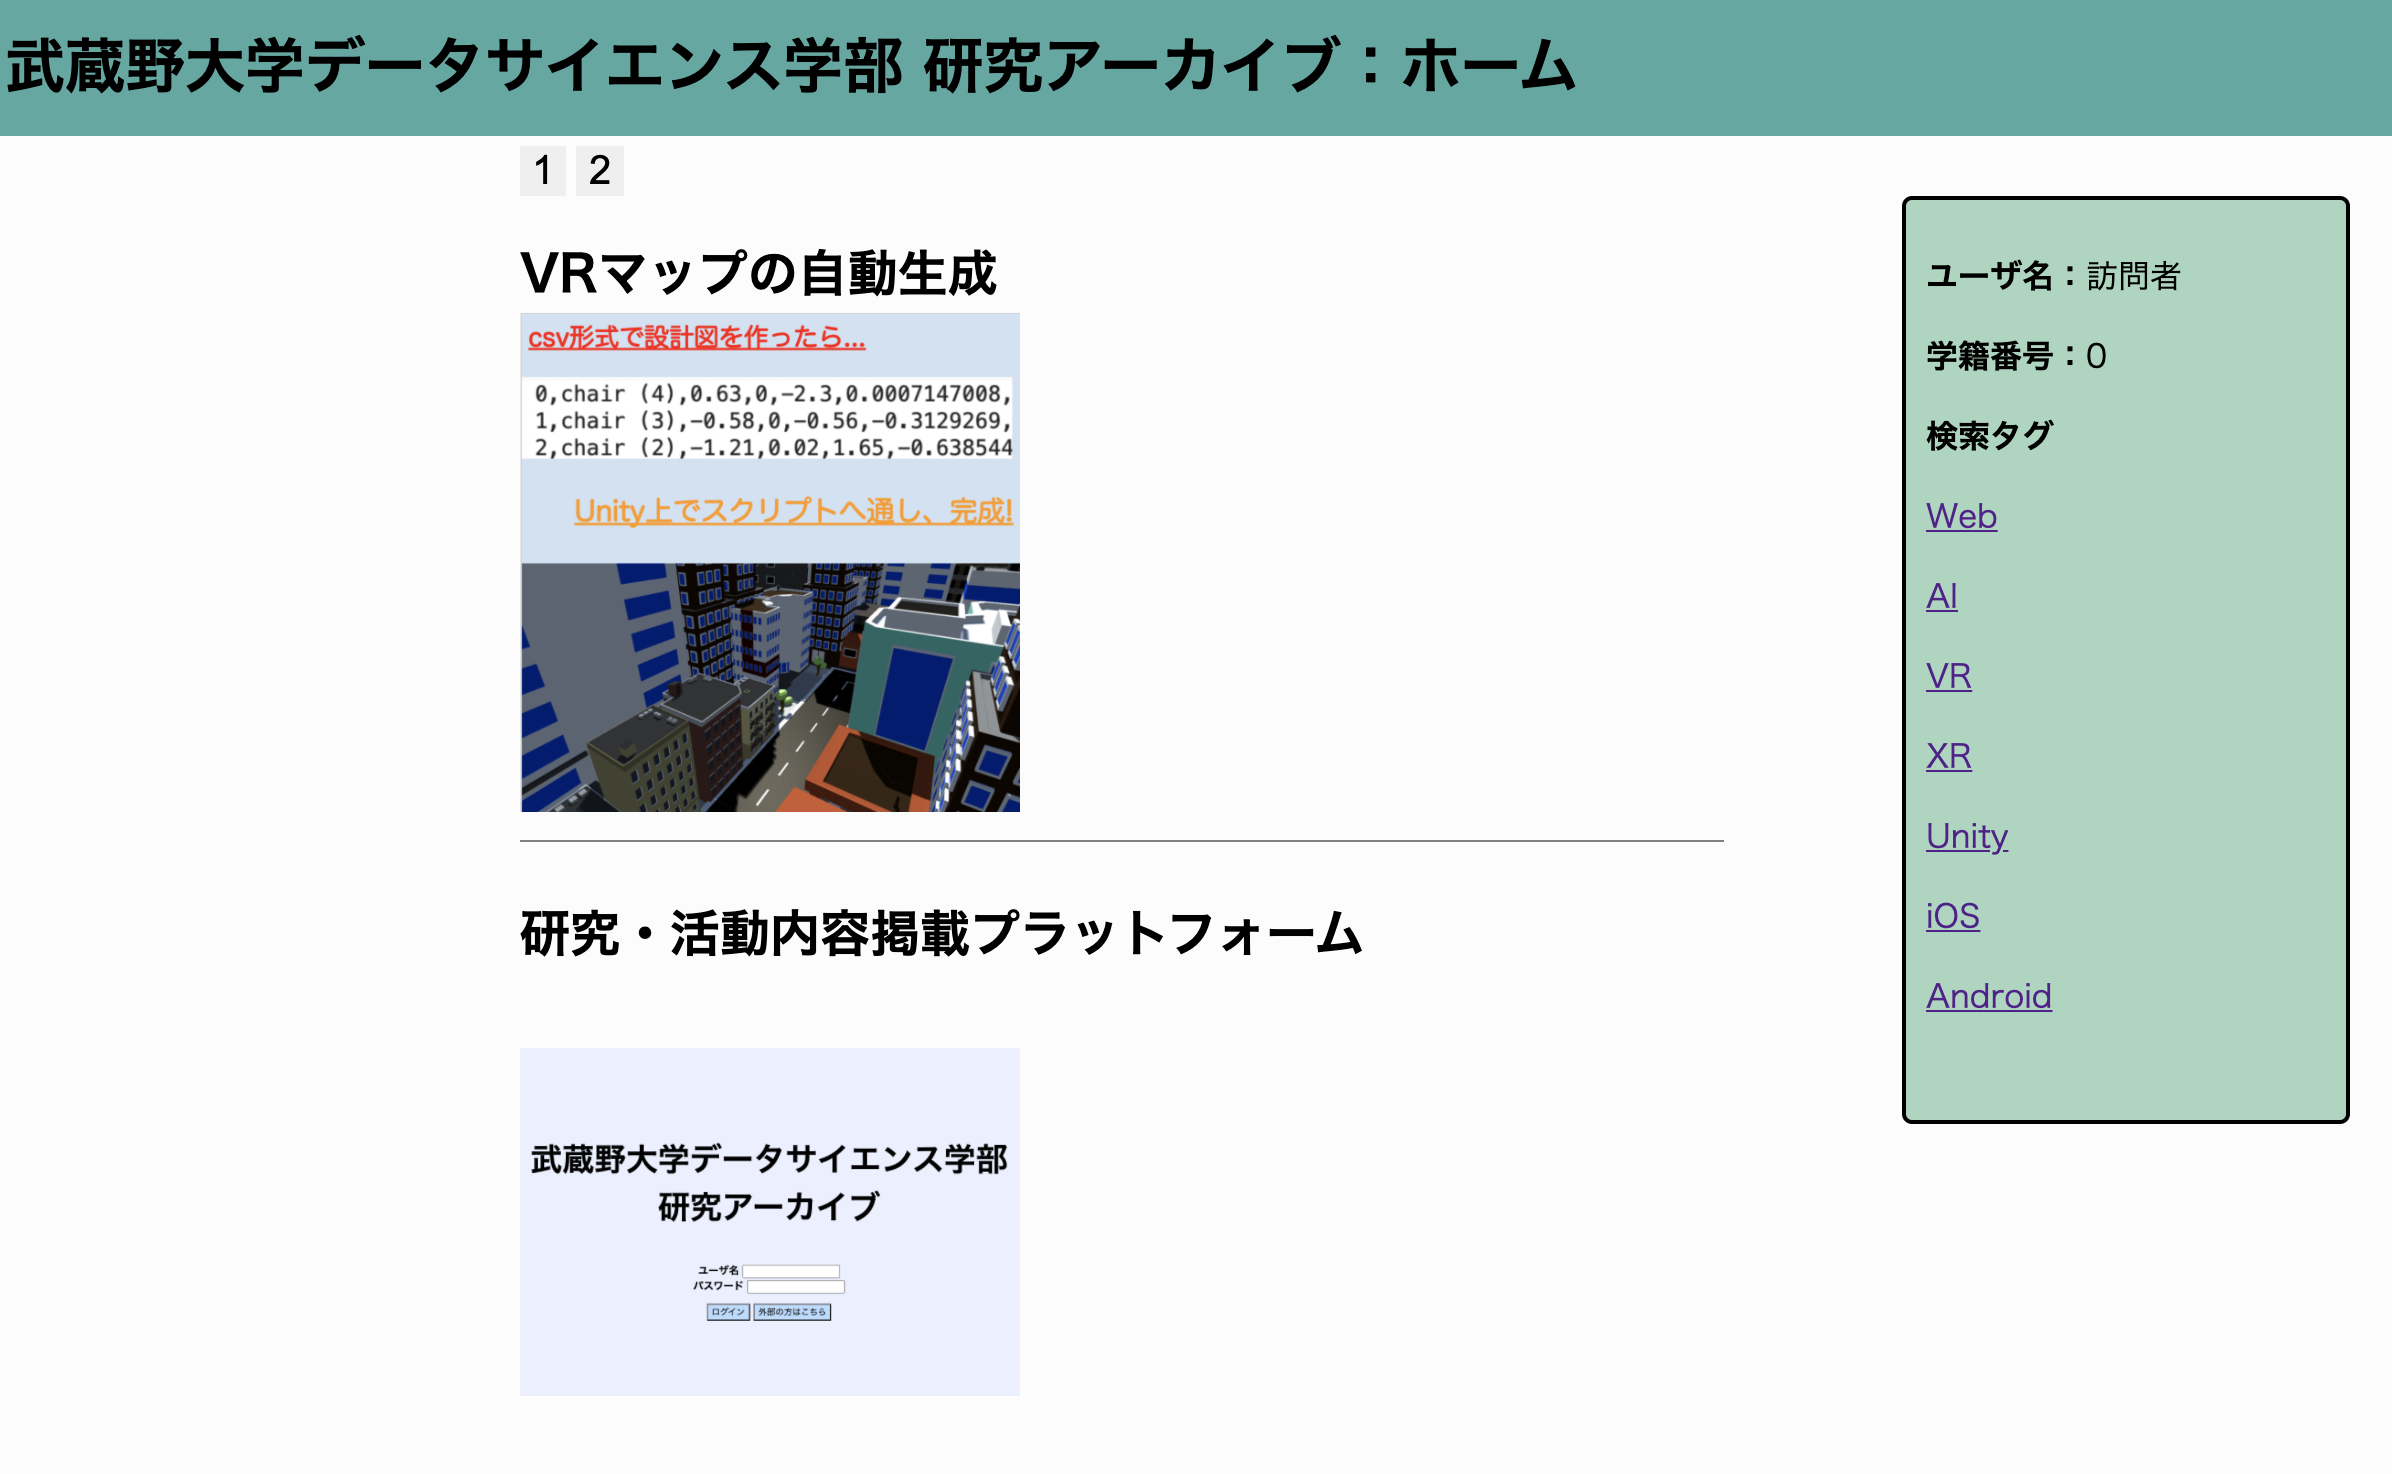 武蔵野大学データサイエンス学部 研究アーカイブ：ホーム
1 2
VRマップの自動生成
csv形式で設計図を作ったら...
0,chair (4),0.63,0,-2.3,0.0007147008,
1,chair (3),-0.58,0,-0.56,-0.3129269,
2,chair (2),-1.21,0.02,1.65,-0.638544
Unity上でスクリプトへ通し、完成!
研究・活動内容掲載プラットフォーム
武蔵野大学データサイエンス学部
研究アーカイブ
ユーザ名
パスワード
ログイン 外部の方はこちら
ユーザ名：訪問者
学籍番号：0
検索タグ
Web
AI
VR
XR
Unity
iOS
Android